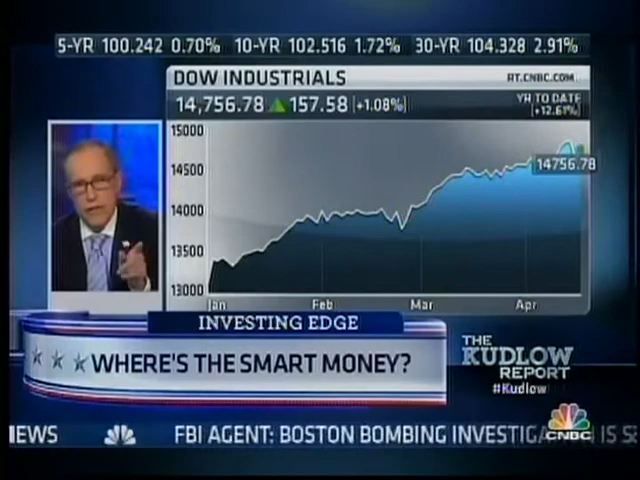 5-YR 100.242 0.70% 10-YR 102.516 1.72% 30-YR 104.328 2.91%
DOW INDUSTRIALS RT.CNBC.COM
14,756.78 157.58 [+1.08%] YR TO DATE
[+12.61%]
15000
14500
14000
13500
13000
14756.78
Jan Feb Mar Apr
INVESTING EDGE
WHERE'S THE SMART MONEY?
THE
KUDLOW
REPORT
#Kudlow
CNBC
IEWS FBI AGENT: BOSTON BOMBING IS